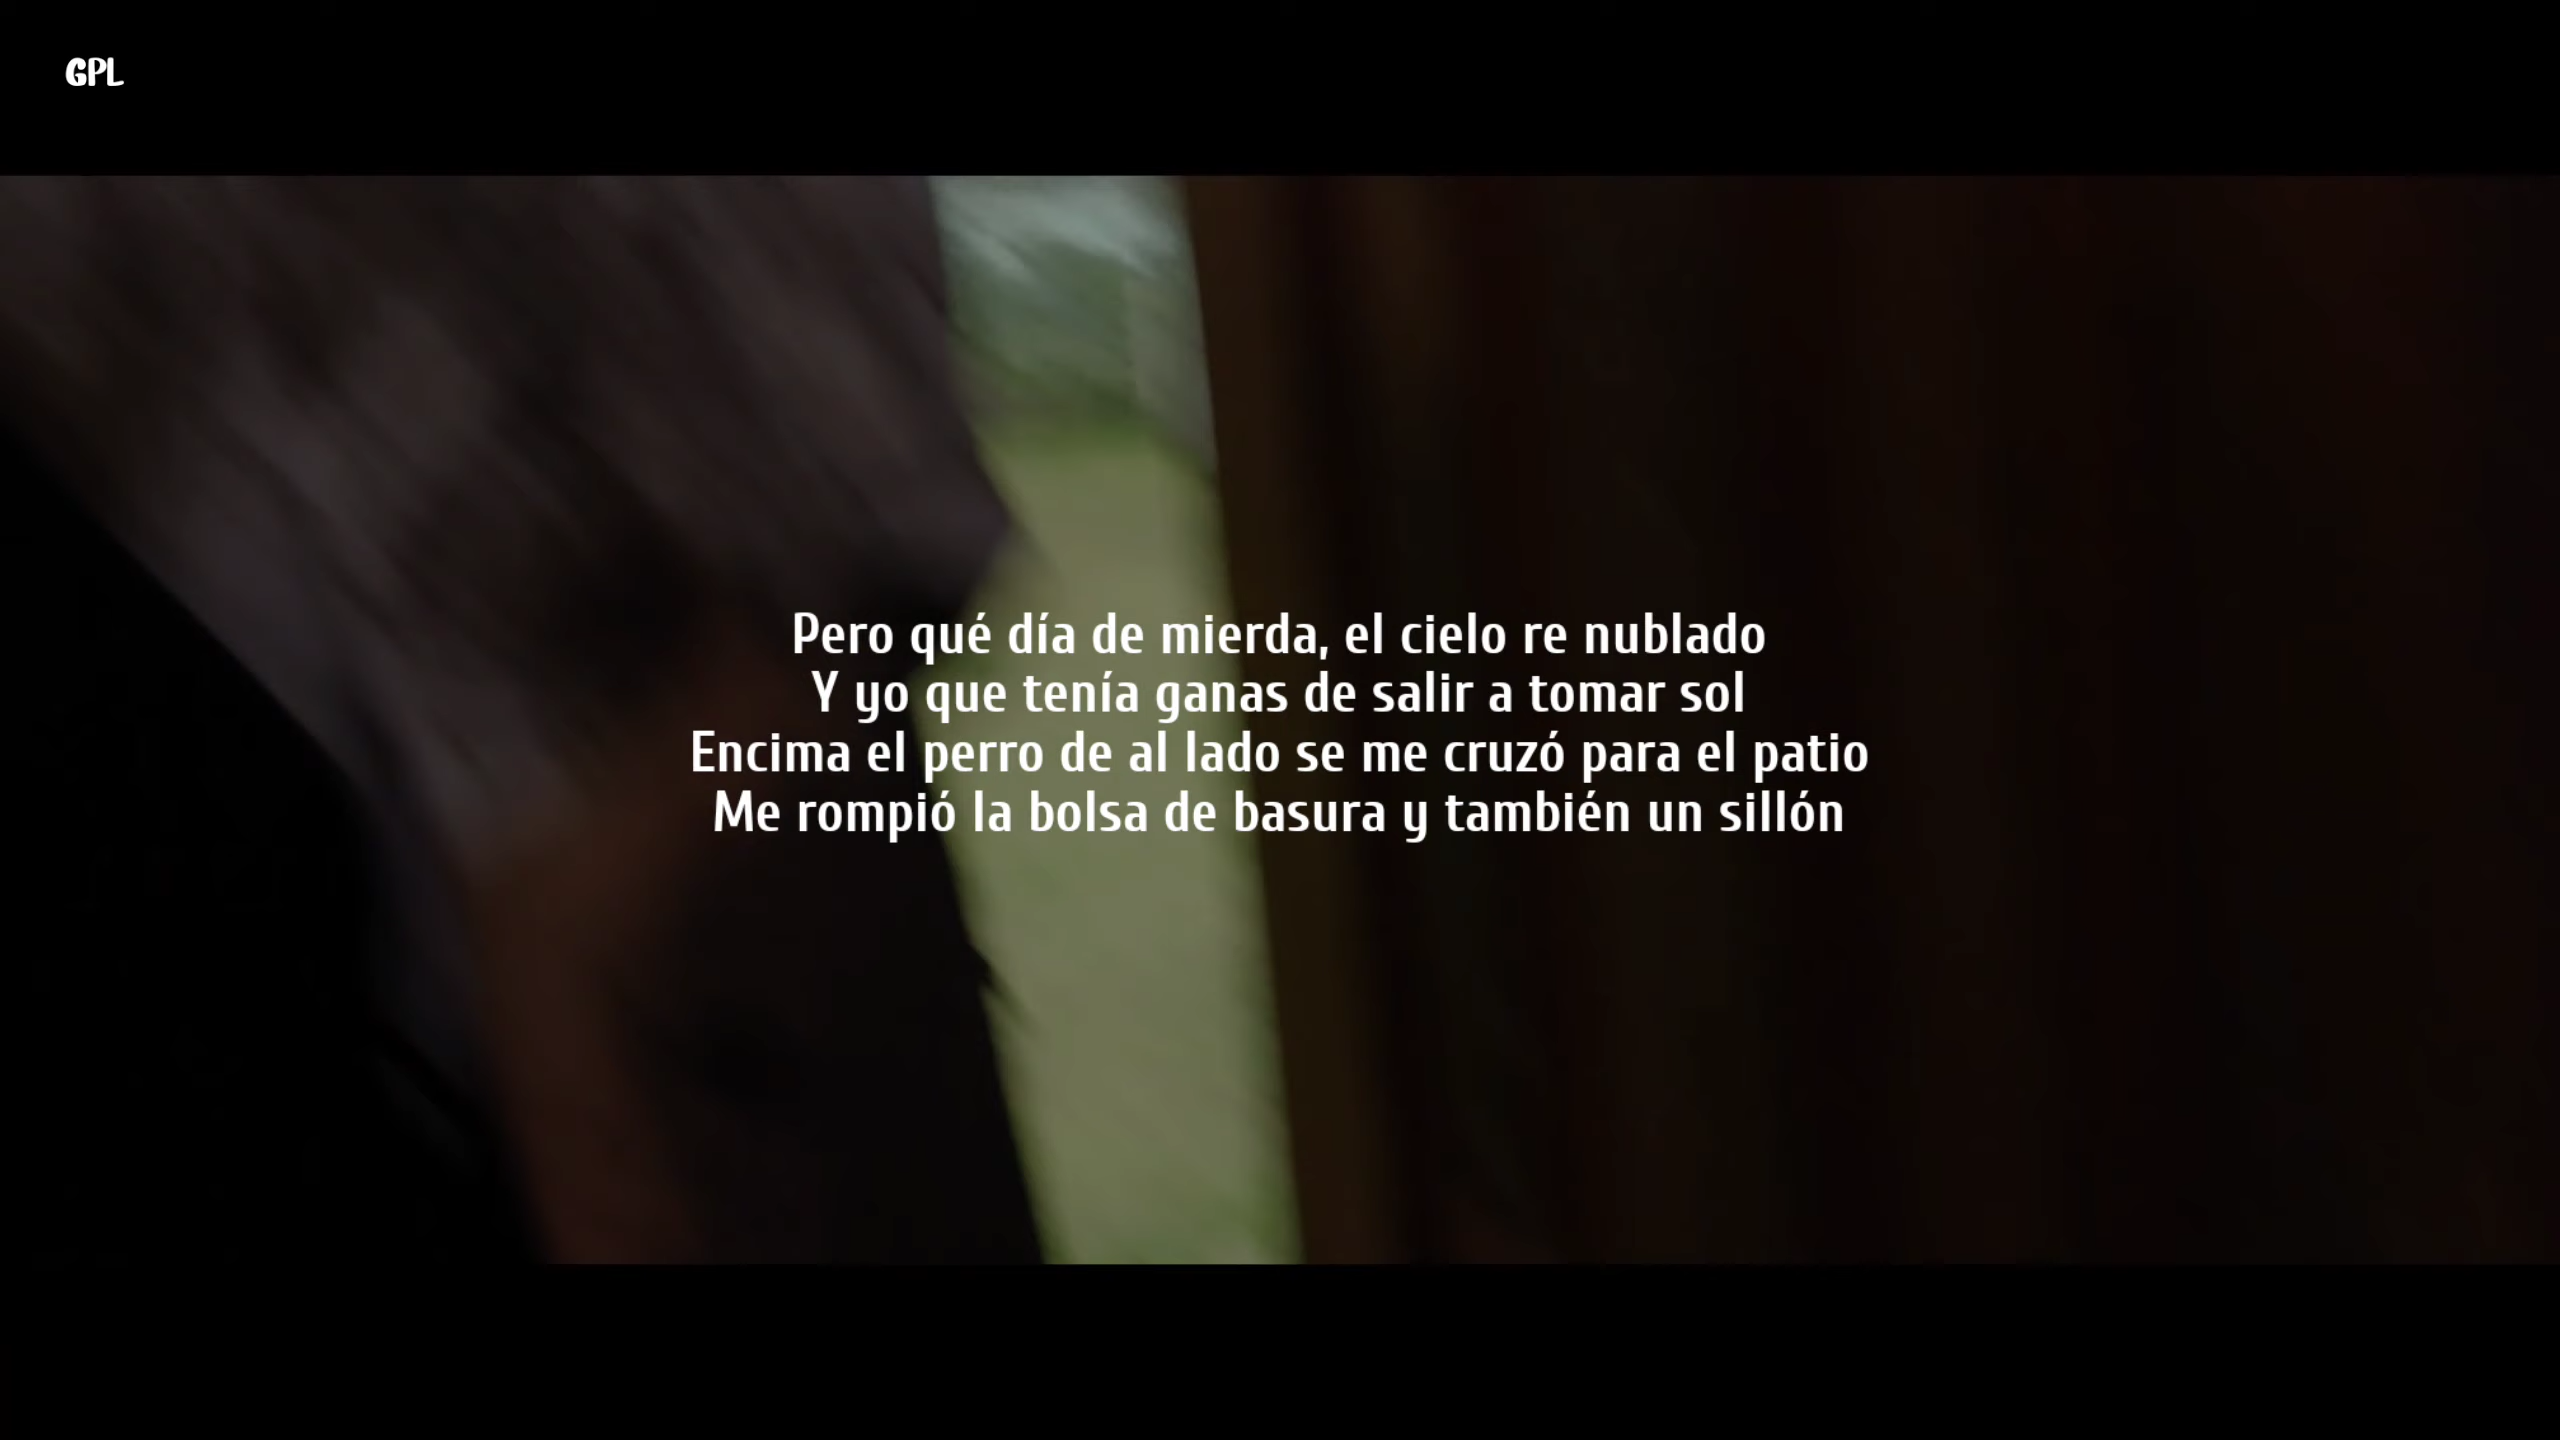 GPL
Pero qué día de mierda, el cielo re nublado
Y yo que tenía ganas de salir a tomar sol
Encima el perro de al lado se me cruzó para el patio
Me rompió la bolsa de basura y también un sillón